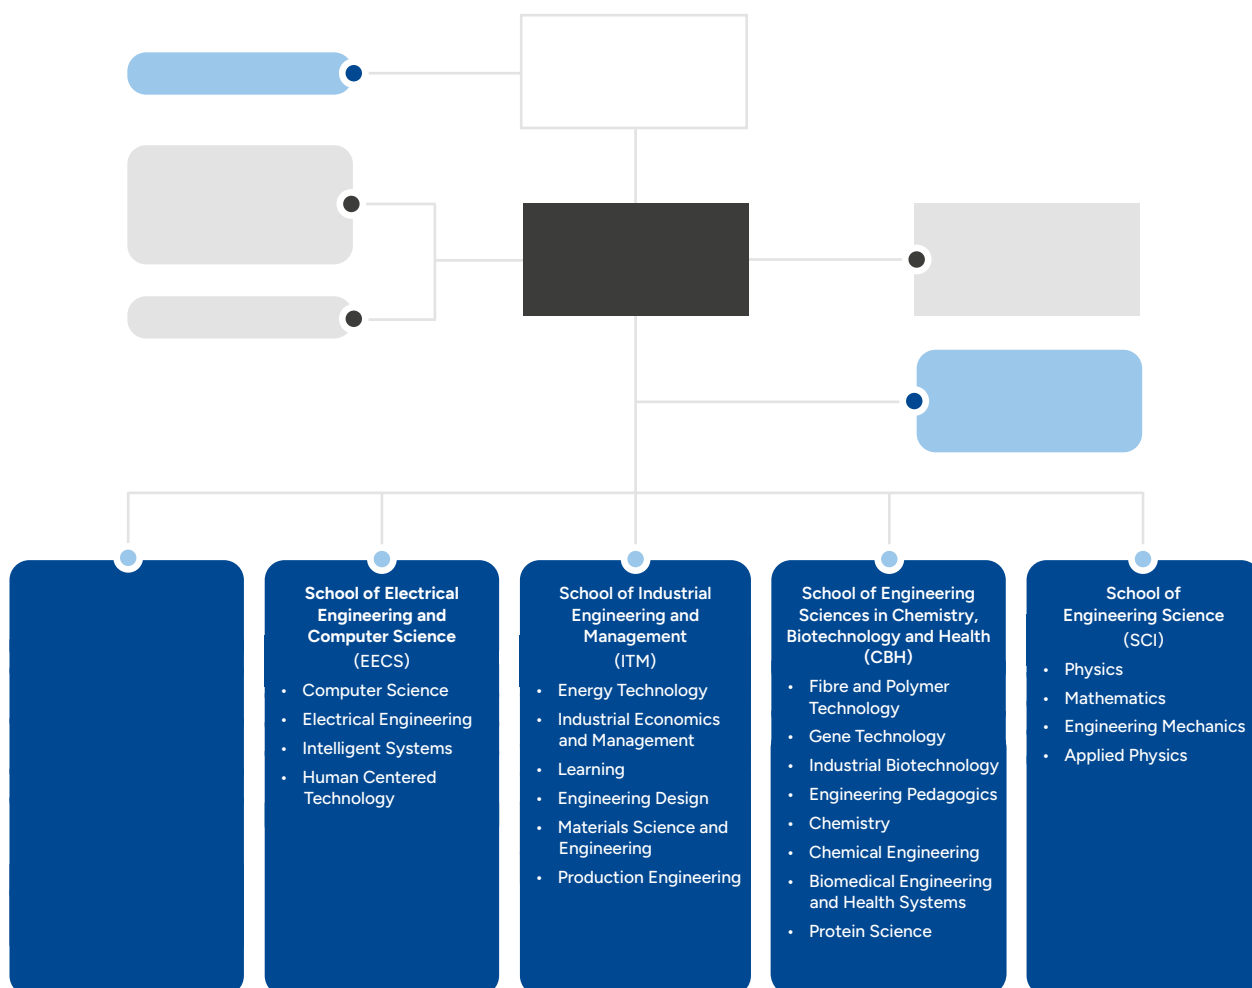 School of Electrical
Engineering and
Computer Science
(EECS)
• Computer Science
• Electrical Engineering
• Intelligent Systems
• Human Centered
Technology
School of Industrial
Engineering and
Management
(ITM)
• Energy Technology
• Industrial Economics
and Management
• Learning
• Engineering Design
• Materials Science and
Engineering
• Production Engineering
School of Engineering
Sciences in Chemistry,
Biotechnology and Health
(CBH)
• Fibre and Polymer
Technology
• Gene Technology
• Industrial Biotechnology
• Engineering Pedagogics
• Chemistry
• Chemical Engineering
• Biomedical Engineering
and Health Systems
• Protein Science
School of
Engineering Science
(SCI)
• Physics
• Mathematics
• Engineering Mechanics
• Applied Physics